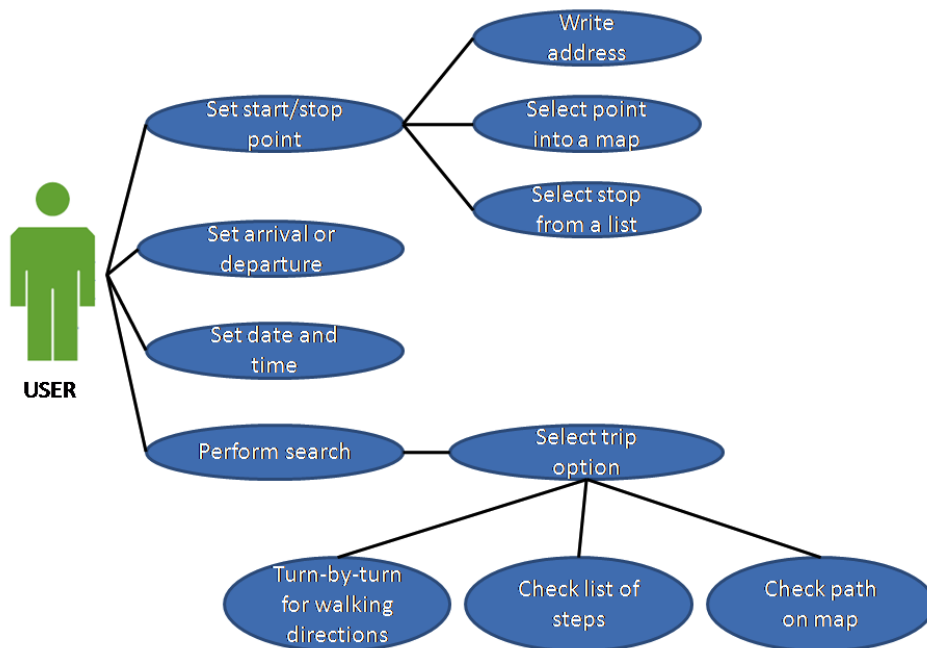 Write
address
Set start/stop
point
Select point
into a map
Select stop
from a list
Set arrival or
departure
Set date and
time
USER
Perform search
Select trip
option
Turn-by-turn
for walking
directions
Check list of
steps
Check path
on map